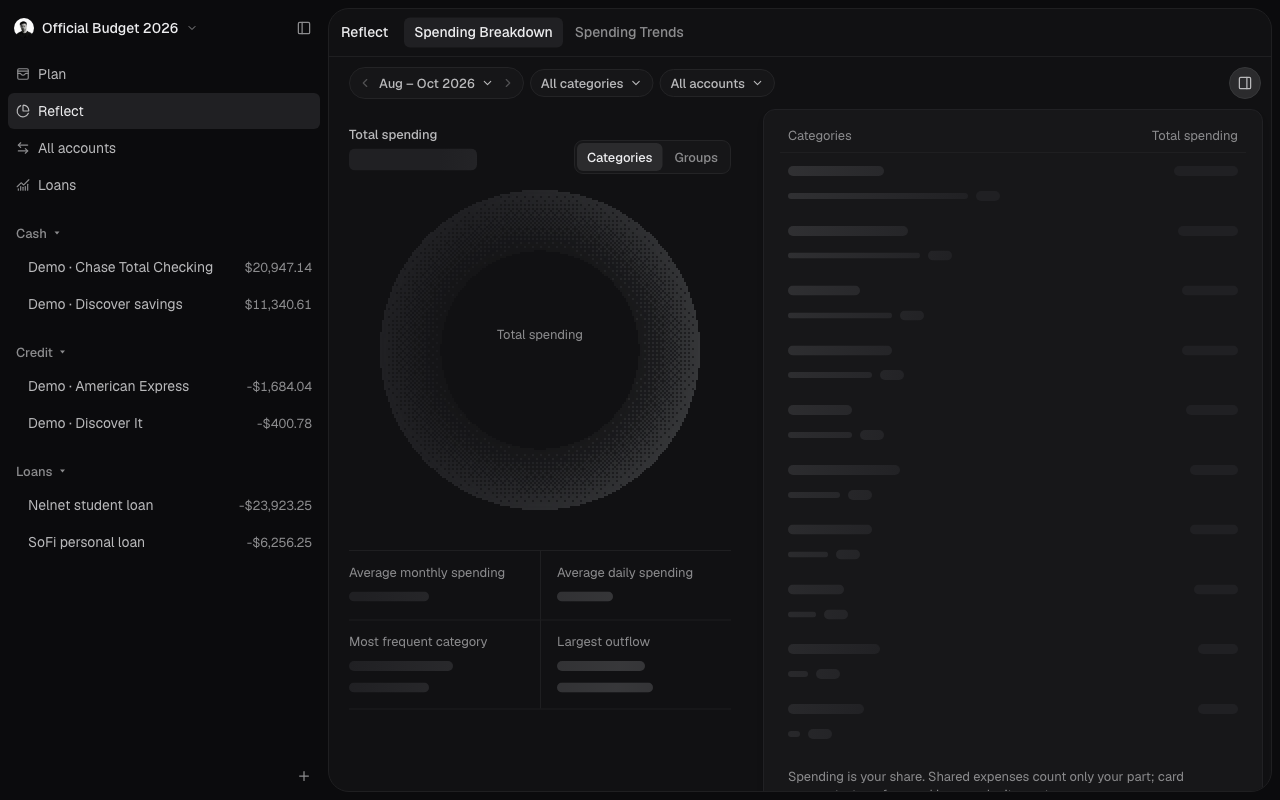 Official Budget 2026
Plan
Reflect
All accounts
Loans
Cash
Demo · Chase Total Checking $20,947.14
Demo · Discover savings $11,340.61
Credit
Demo · American Express -$1,684.04
Demo · Discover It -$400.78
Loans
Nelnet student loan -$23,923.25
SoFi personal loan -$6,256.25
Reflect Spending Breakdown Spending Trends
Aug – Oct 2026 All categories All accounts
Total spending
Categories Groups
Total spending
Average monthly spending Average daily spending
Most frequent category Largest outflow
Categories Total spending
Spending is your share. Shared expenses count only your part; card